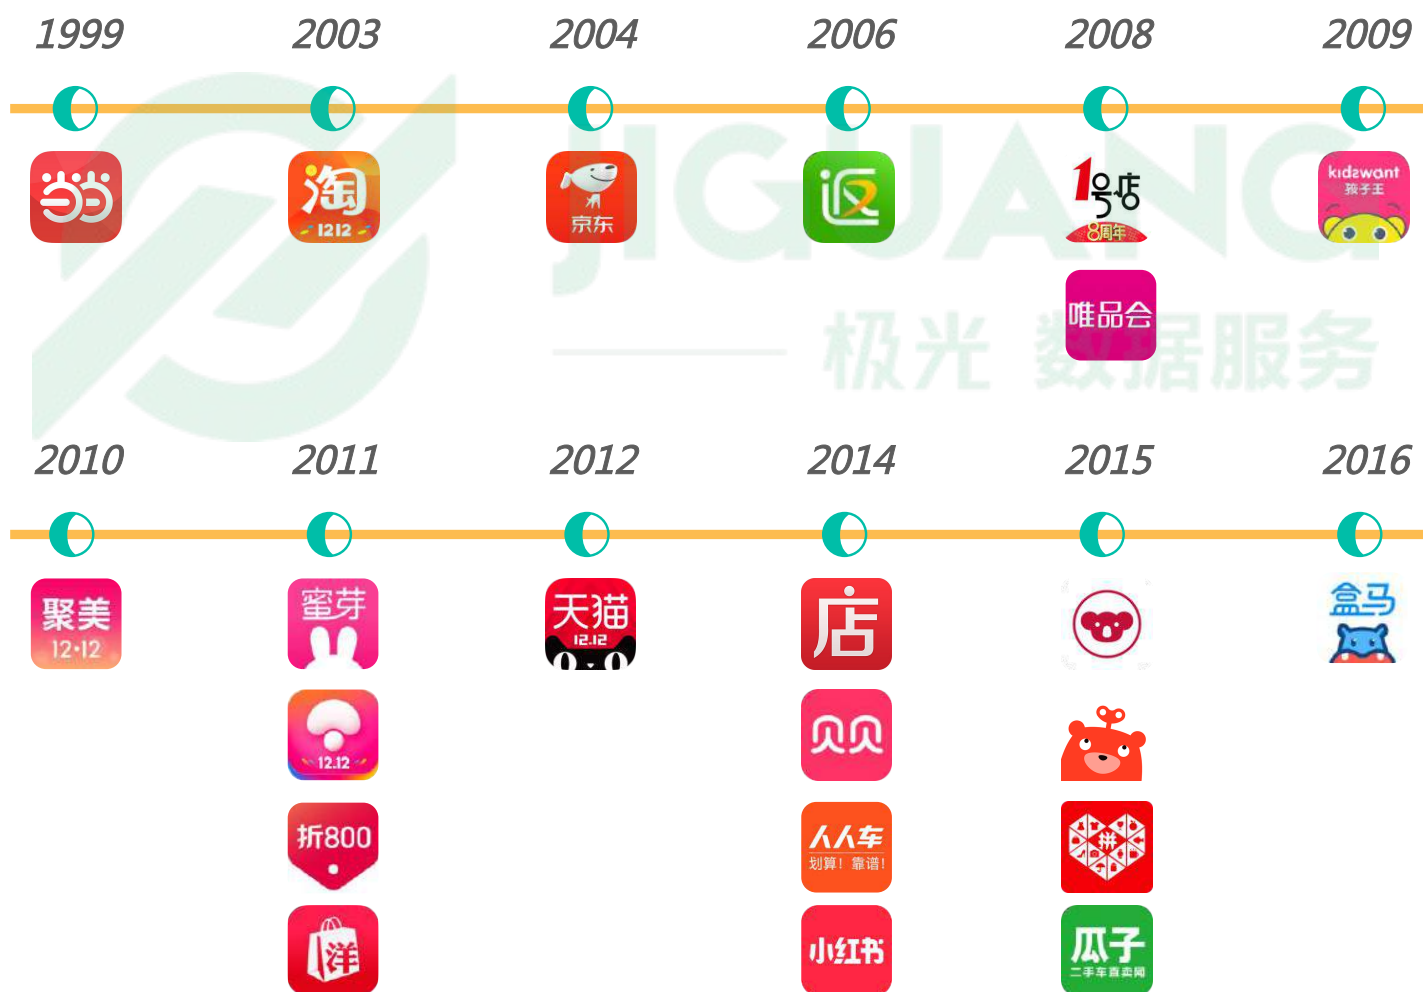 1999
2003
2004
2006
2008
2009
当当
淘
1212
京东
返
1号店
8周年
kidswant
孩子王
唯品会
JIGUANG
极光 数据服务
2010
2011
2012
2014
2015
2016
聚美
12·12
蜜芽
天猫
12.12
店
盒马
12.12
贝贝
折800
人人车
划算！靠谱！
拼
洋
小红书
瓜子
二手车直卖网